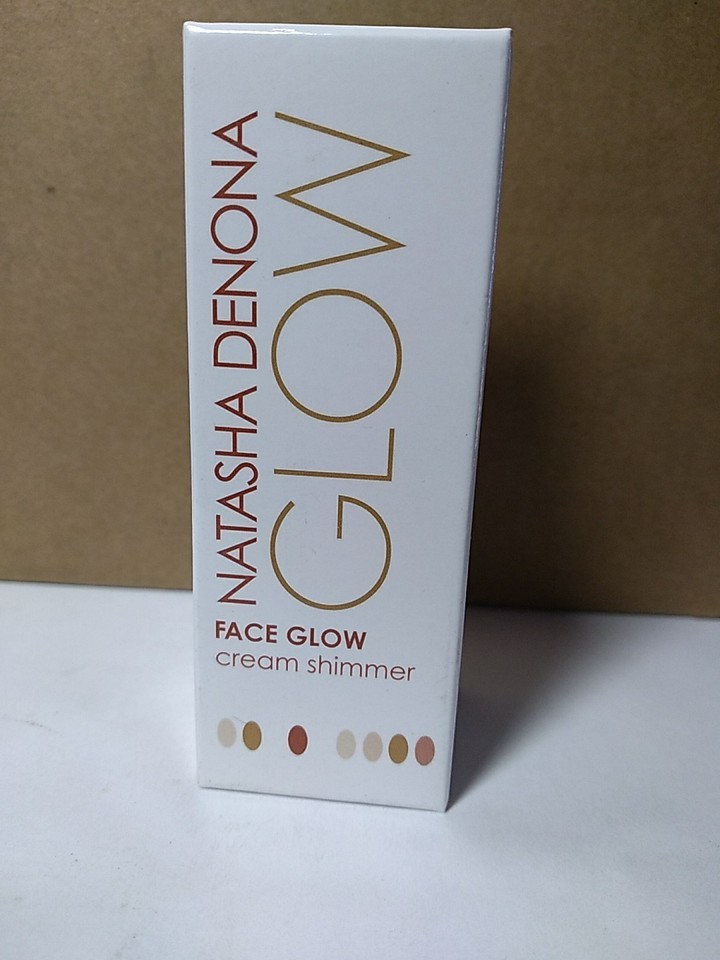 NATASHA DENONA
GLOW
FACE GLOW
cream shimmer